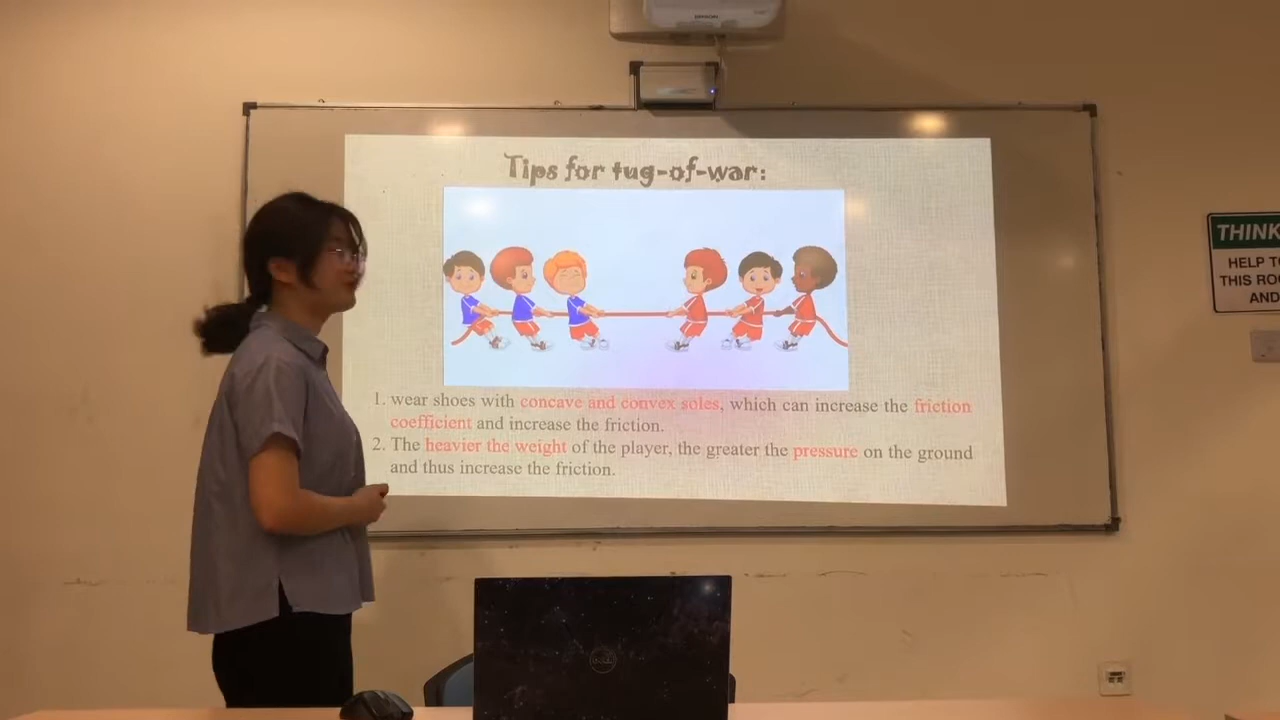 EPSON
Tips for tug-of-war:
1. wear shoes with concave and convex soles, which can increase the friction
coefficient and increase the friction.
2. The heavier the weight of the player, the greater the pressure on the ground
and thus increase the friction.
THINK
HELP TO
THIS RO
AND
DELL